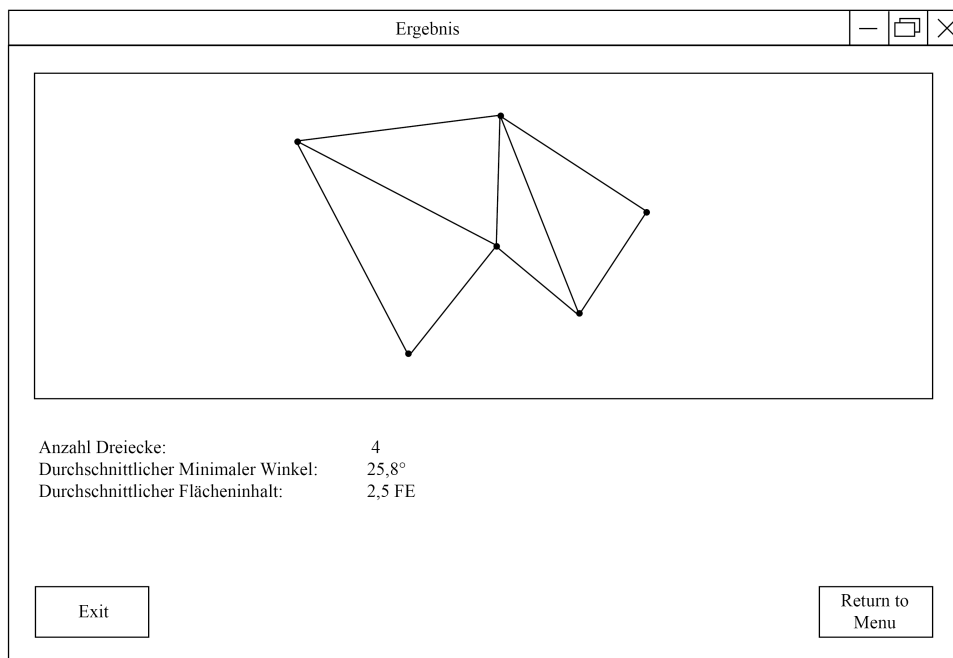 Ergebnis
Anzahl Dreiecke: 4
Durchschnittlicher Minimaler Winkel: 25,8°
Durchschnittlicher Flächeninhalt: 2,5 FE
Exit
Return to
Menu